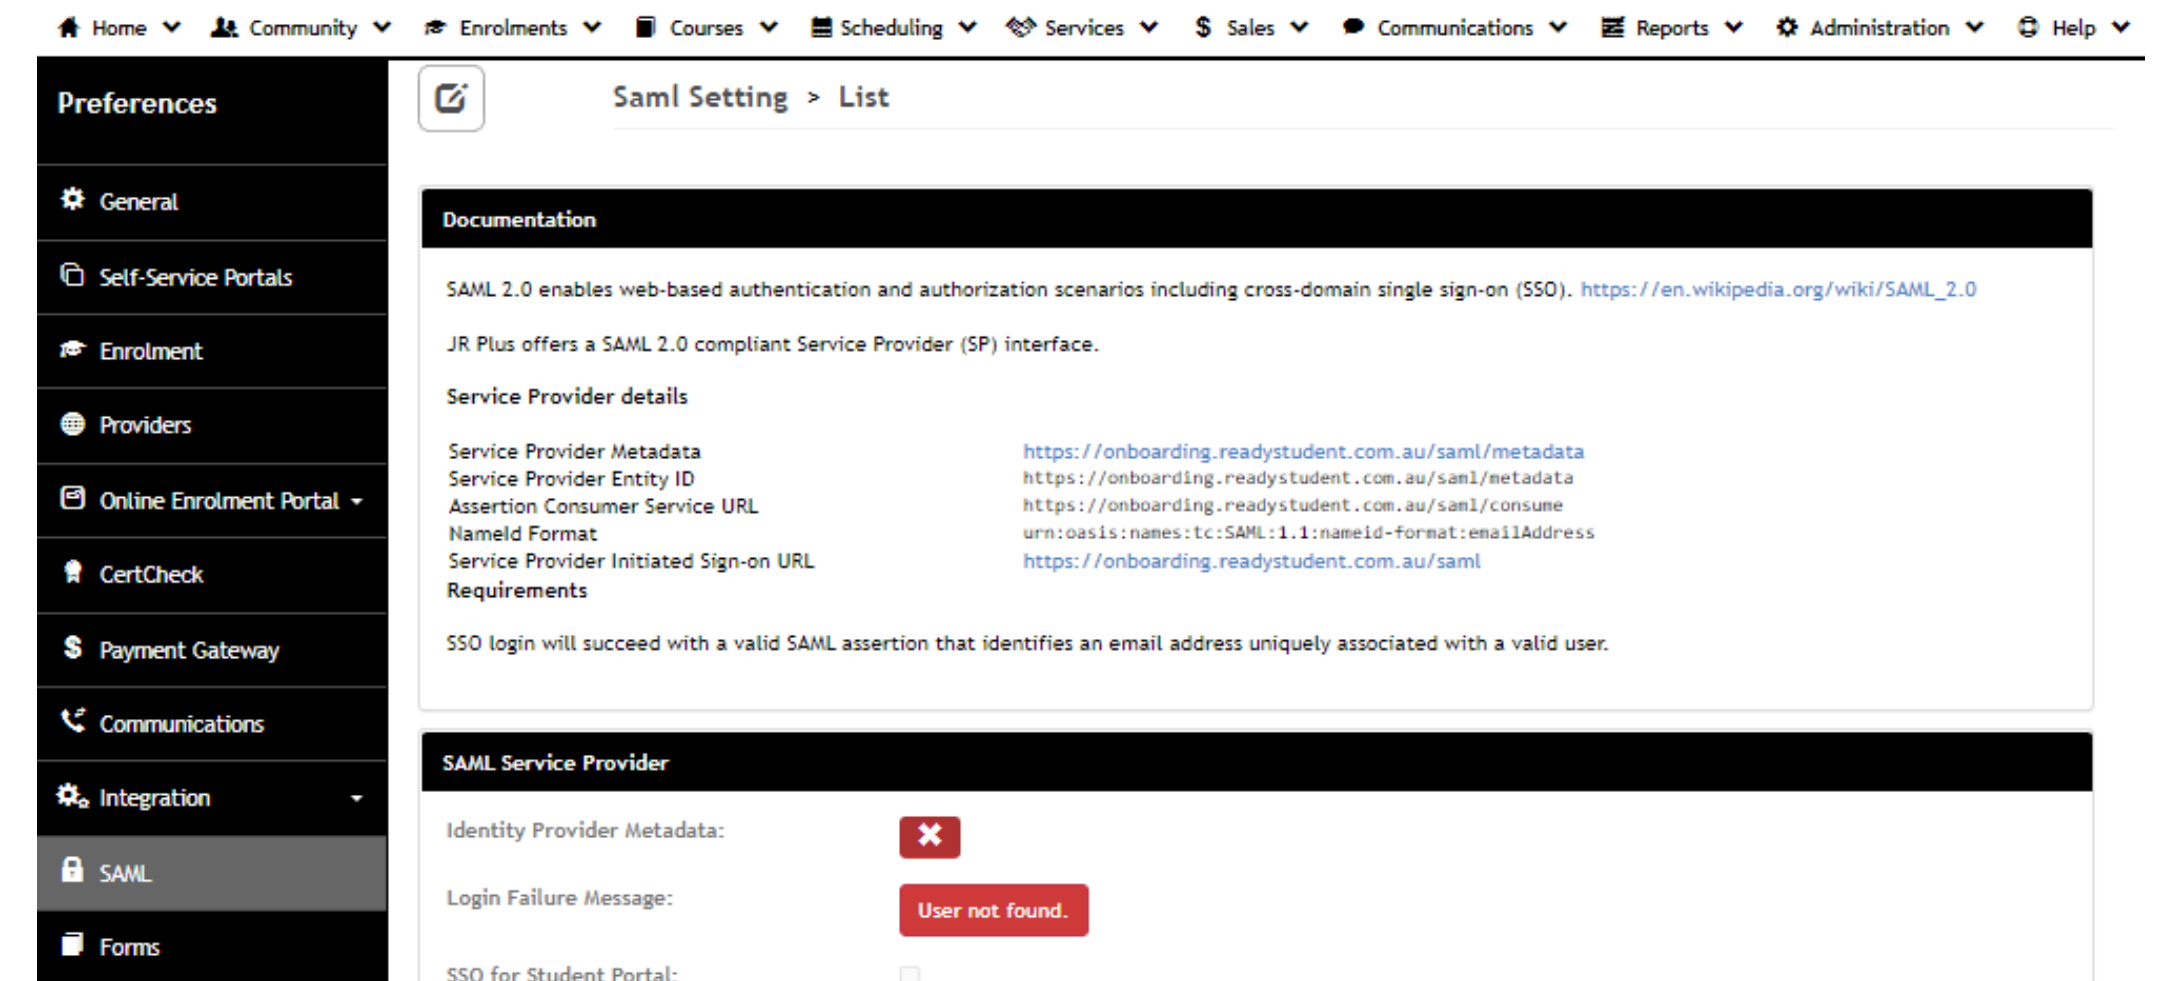 Home Community Enrolments Courses Scheduling Services Sales Communications Reports Administration Help
Preferences
General
Self-Service Portals
Enrolment
Providers
Online Enrolment Portal
CertCheck
Payment Gateway
Communications
Integration
SAML
Forms
Saml Setting > List
Documentation
SAML 2.0 enables web-based authentication and authorization scenarios including cross-domain single sign-on (SSO). https://en.wikipedia.org/wiki/SAML_2.0
JR Plus offers a SAML 2.0 compliant Service Provider (SP) interface.
Service Provider details
Service Provider Metadata https://onboarding.readystudent.com.au/saml/metadata
Service Provider Entity ID https://onboarding.readystudent.com.au/saml/metadata
Assertion Consumer Service URL https://onboarding.readystudent.com.au/saml/consume
NameId Format urn:oasis:names:tc:SAML:1.1:nameid-format:emailAddress
Service Provider Initiated Sign-on URL https://onboarding.readystudent.com.au/saml
Requirements
SSO login will succeed with a valid SAML assertion that identifies an email address uniquely associated with a valid user.
SAML Service Provider
Identity Provider Metadata:
Login Failure Message: User not found.
SSO for Student Portal: